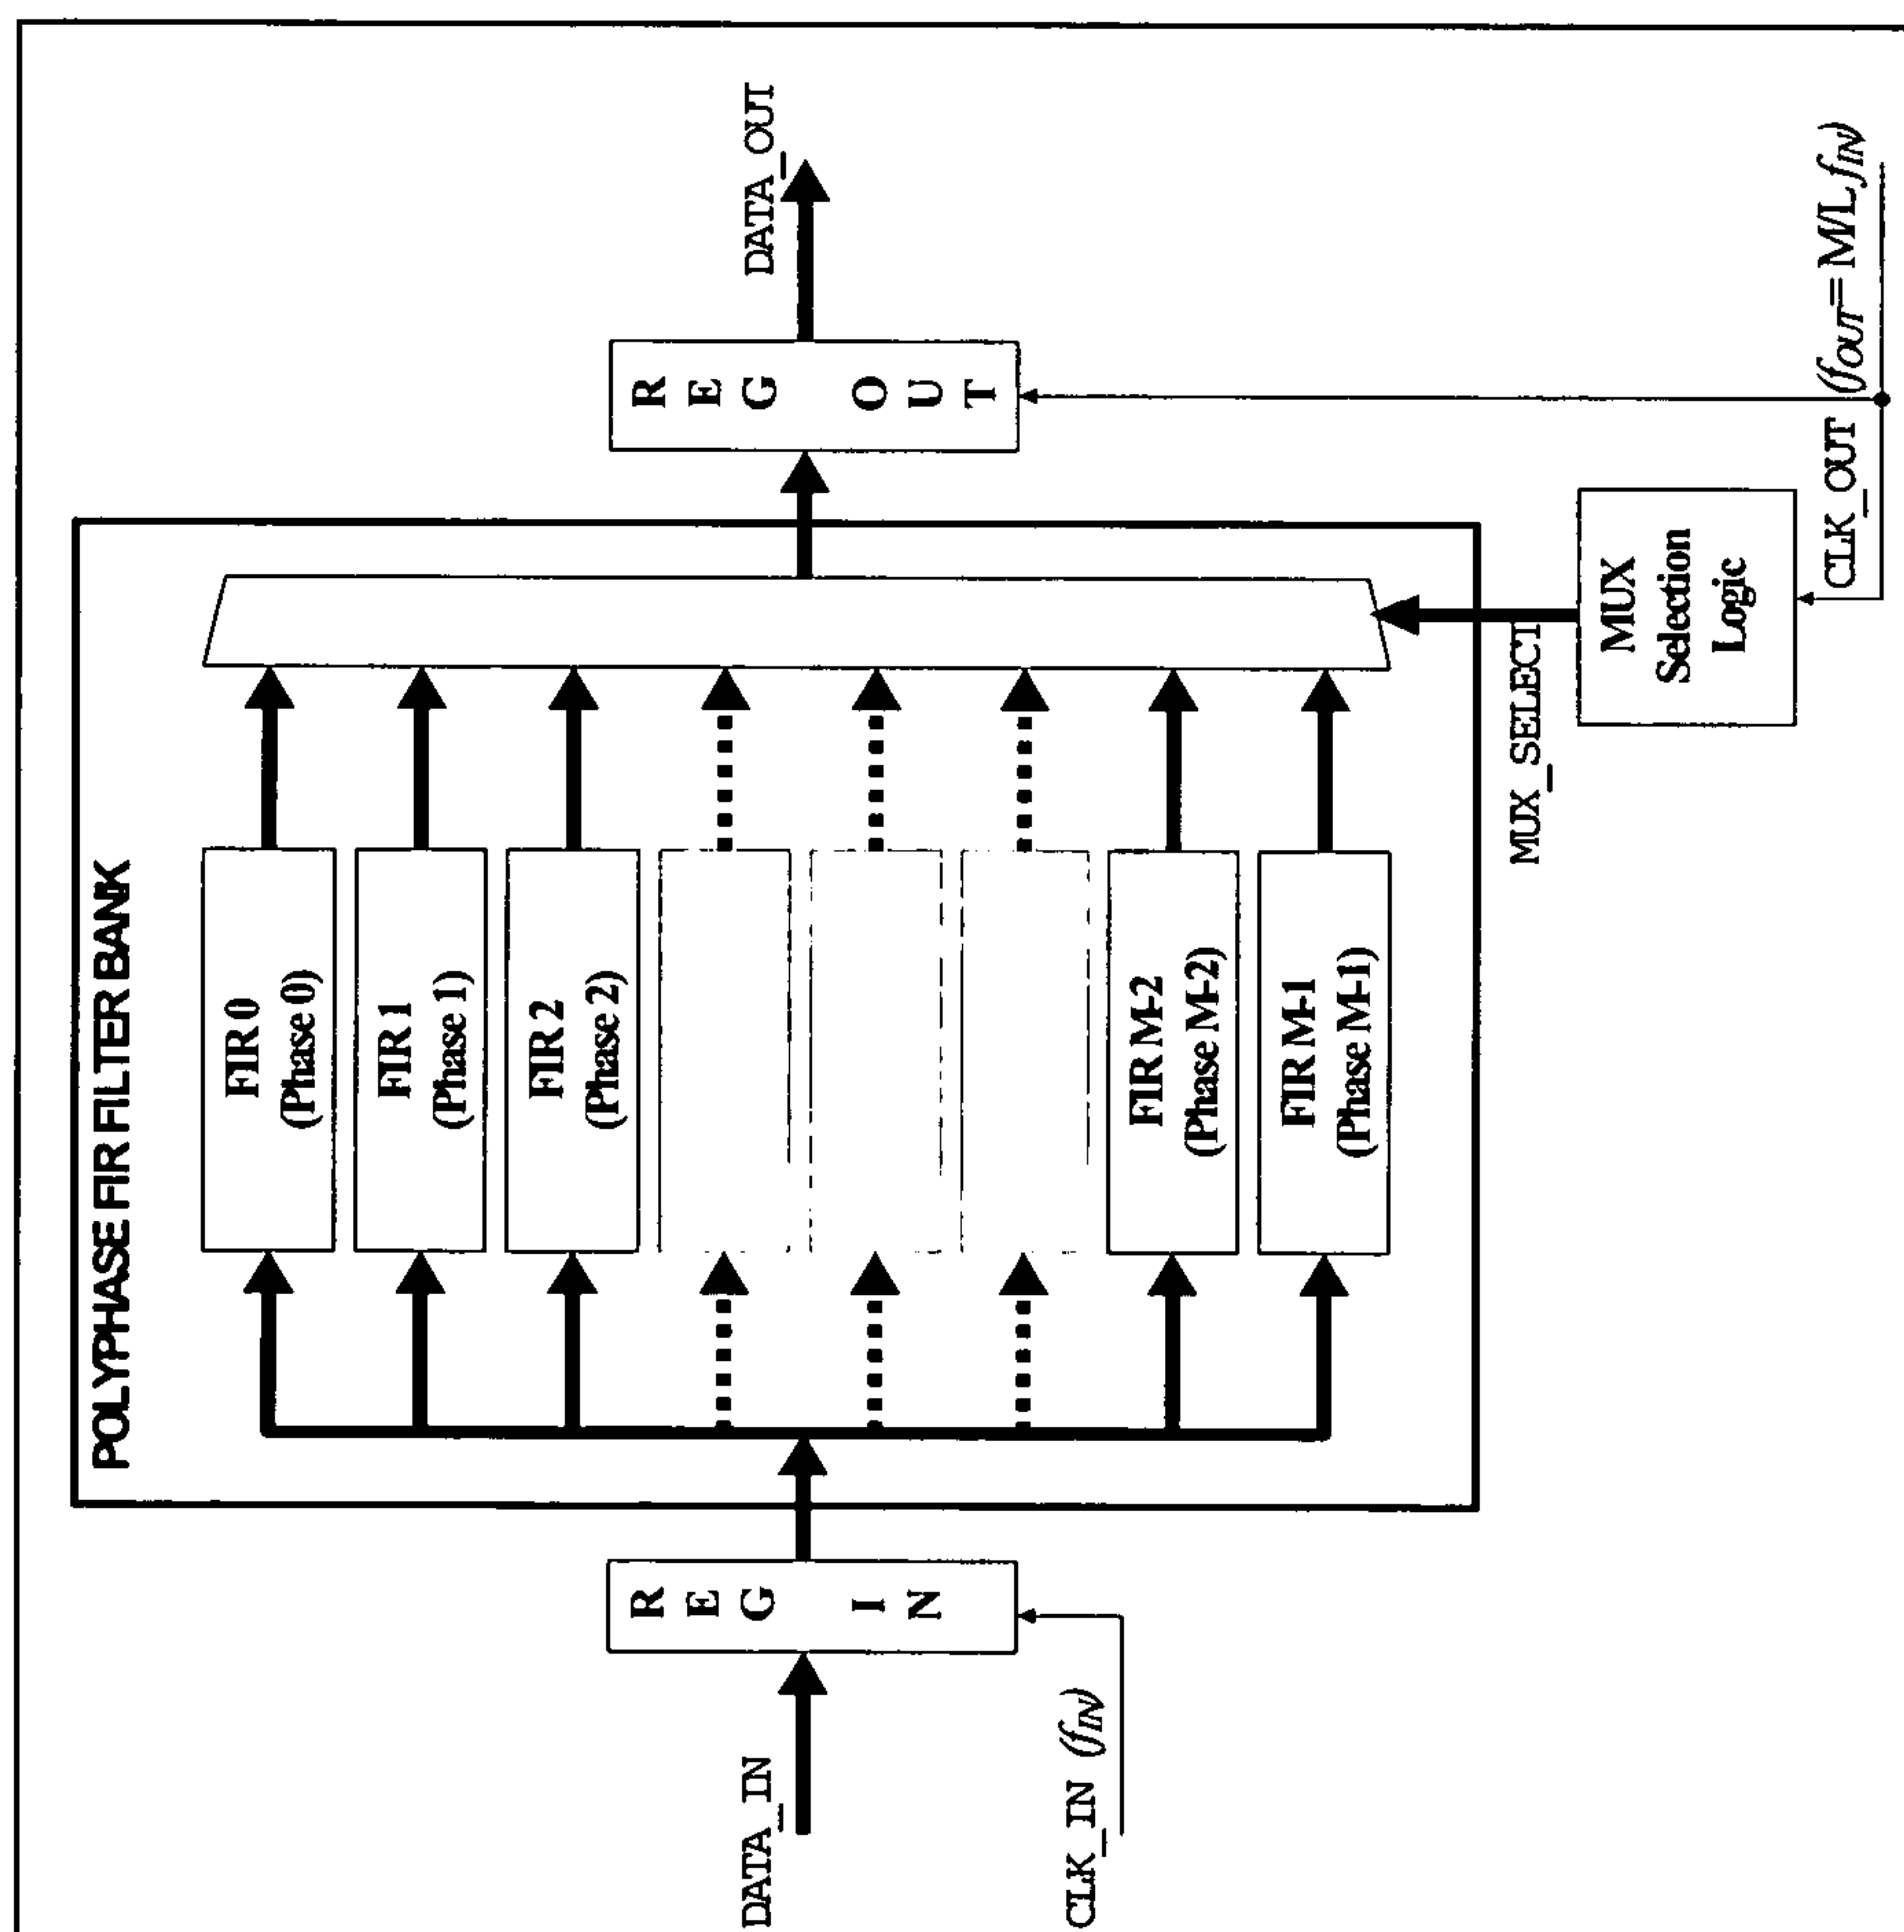 POLYPHASE FIR FILTER BANK
FIR 0
(Phase 0)
FIR 1
(Phase 1)
FIR 2
(Phase 2)
FIR M-2
(Phase M-2)
FIR M-1
(Phase M-1)
DATA_IN
REG IN
CLK_IN (fIN)
REG OUT
DATA_OUT
MUX_SELECT
MUX
Selection
Logic
CLK_OUT (fOUT=M/L fIN)